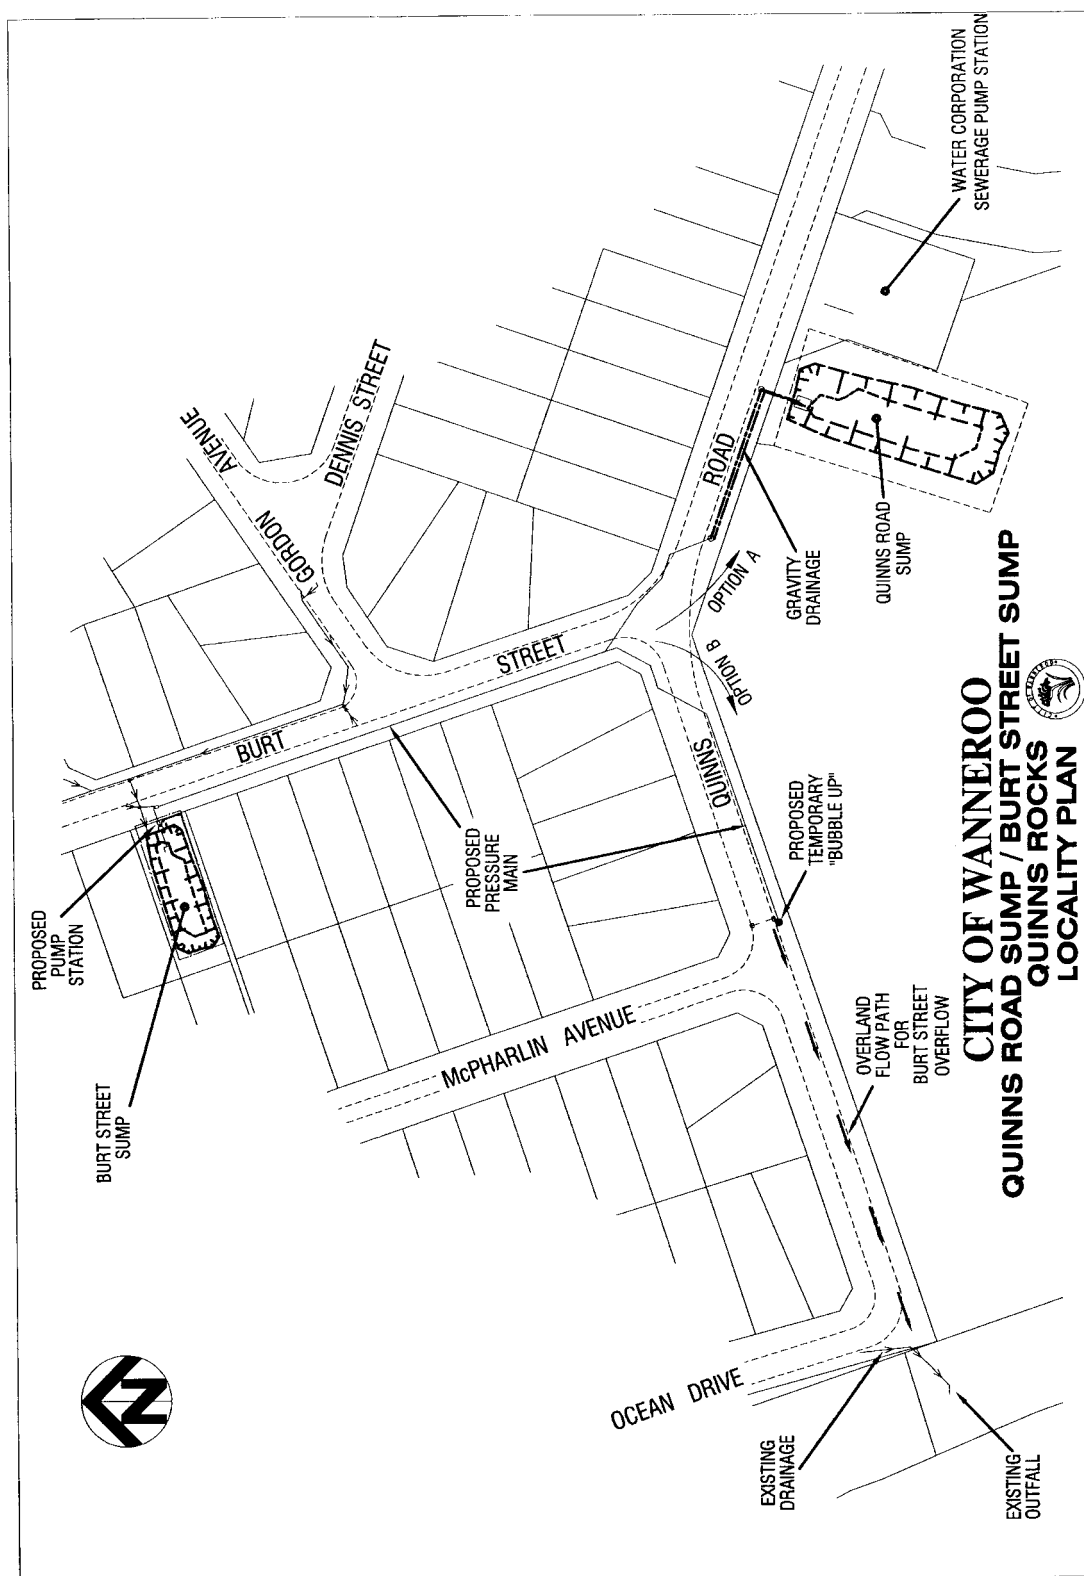 PROPOSED
PUMP
STATION
BURT STREET
SUMP
BURT
STREET
GORDON
AVENUE
DENNIS STREET
PROPOSED
PRESSURE
MAIN
McPHARLIN AVENUE
QUINNS
ROAD
OPTION A
OPTION B
GRAVITY
DRAINAGE
QUINNS ROAD
SUMP
WATER CORPORATION
SEWERAGE PUMP STATION
PROPOSED
TEMPORARY
"BUBBLE UP"
OVERLAND
FLOW PATH
FOR
BURT STREET
OVERFLOW
OCEAN DRIVE
EXISTING
DRAINAGE
EXISTING
OUTFALL
N
CITY OF WANNEROO
QUINNS ROAD SUMP / BURT STREET SUMP
QUINNS ROCKS
LOCALITY PLAN